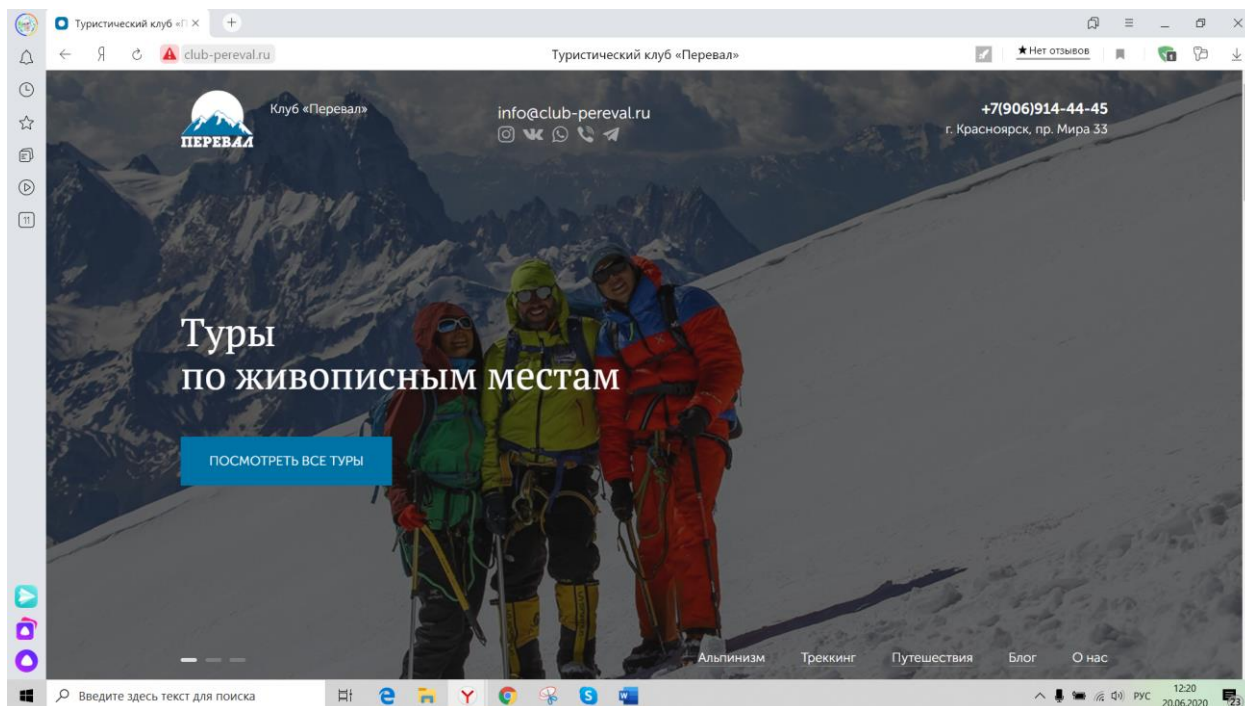 Туристический клуб «П
club-pereval.ru
Туристический клуб «Перевал»
★Нет отзывов
11
ПЕРЕВАЛ
Клуб «Перевал»
info@club-pereval.ru
+7(906)914-44-45
г. Красноярск, пр. Мира 33
Туры
по живописным местам
ПОСМОТРЕТЬ ВСЕ ТУРЫ
Альпинизм Треккинг Путешествия Блог О нас
Введите здесь текст для поиска
РУС
12:20
20.06.2020
23